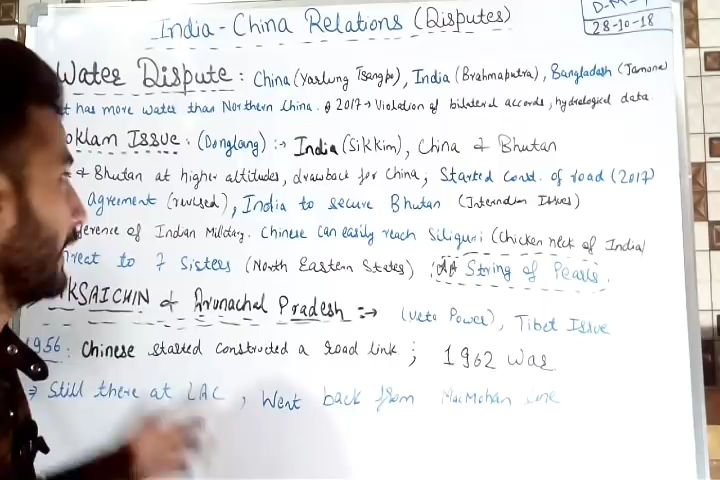 India - China Relations (Disputes)
28-10-18
Water Dispute : China (Yarlung Tsangpo), India (Brahmaputra), Bangladesh (Jamona)
has more water than Northern China. 2017 → Violation of bilateral accords, hydrological data.
oklam Issue : (Donglang) :→ India (Sikkim), China & Bhutan
& Bhutan at higher altitudes, drawback for China, Started Const. of road (2017)
Agreement (revised), India to secure Bhutan (Issues)
ference of Indian Military. Chinese can easily reach Siliguri (Chicken neck of India)
reat to 7 Sisters (North Eastern States) String of Pearls.
KSAICHIN & Arunachal Pradesh :→ (Veto Power), Tibet Issue
1956 : Chinese started constructed a road link ; 1962 War
⇒ Still there at LAC , Went back from MacMohan Line